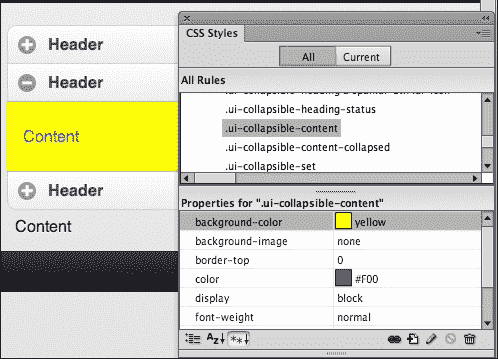 Header
Header
Content
Header
Content
CSS Styles
All Current
All Rules
.ui-collapsible-heading-status
.ui-collapsible-content
.ui-collapsible-content-collapsed
.ui-collapsible-set
Properties for ".ui-collapsible-content"
background-color yellow
background-image none
border-top 0
color #F00
display block
font-weight normal